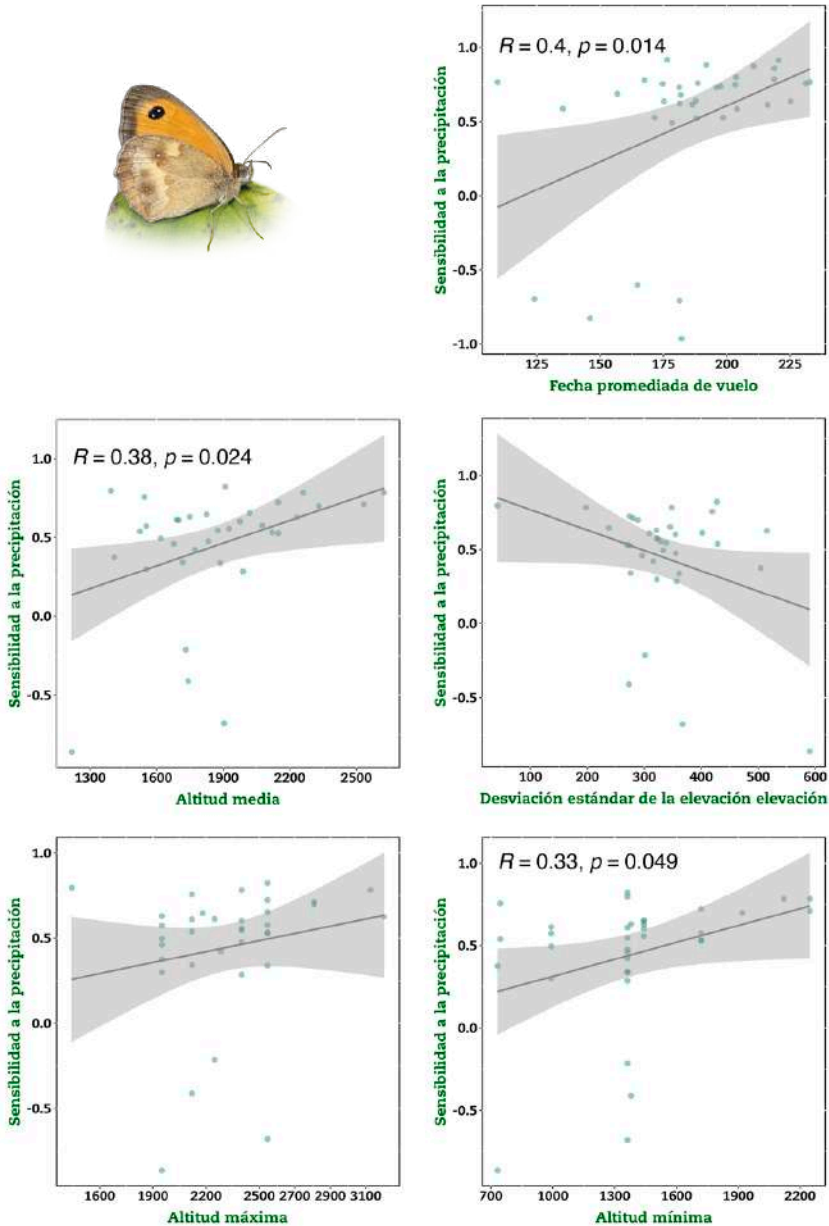 R = 0.4, p = 0.014
Sensibilidad a la precipitación
1.0
0.5
0.0
-0.5
-1.0
125 150 175 200 225
Fecha promediada de vuelo
R = 0.38, p = 0.024
Sensibilidad a la precipitación
1.0
0.5
0.0
-0.5
1300 1600 1900 2200 2500
Altitud media
Sensibilidad a la precipitación
1.0
0.5
0.0
-0.5
100 200 300 400 500 600
Desviación estándar de la elevación elevación
Sensibilidad a la precipitación
1.0
0.5
0.0
-0.5
1600 1900 2200 2500 2700 2900 3100
Altitud máxima
R = 0.33, p = 0.049
Sensibilidad a la precipitación
1.0
0.5
0.0
-0.5
700 1000 1300 1600 1900 2200
Altitud mínima